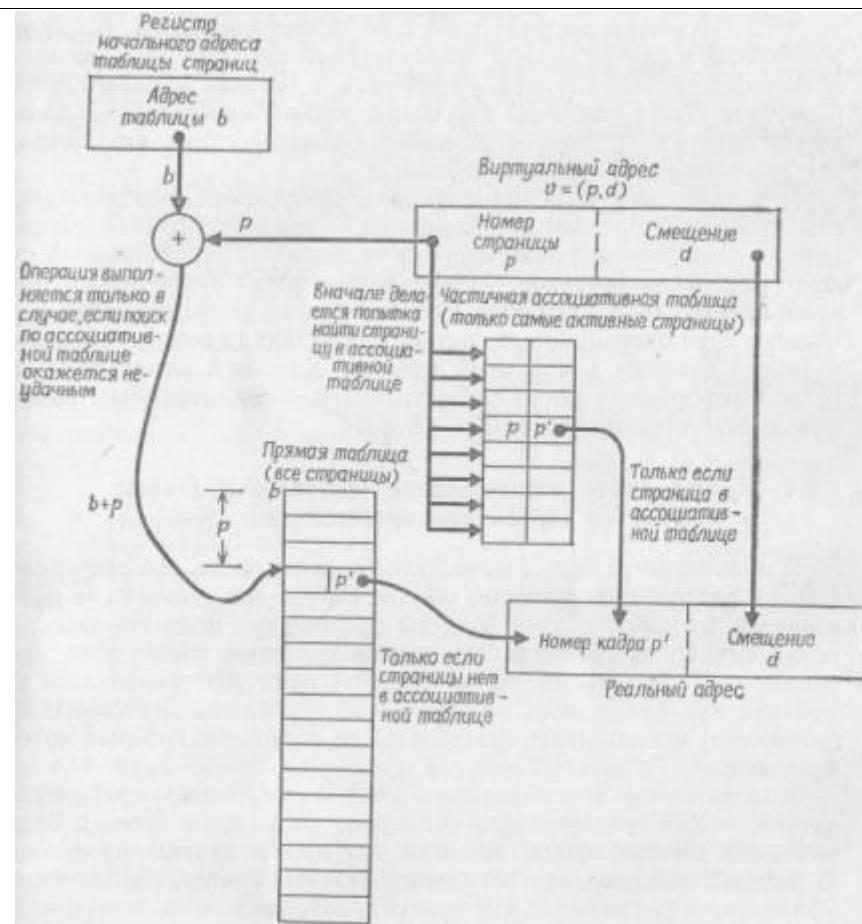 Регистр
начального адреса
таблицы страниц
Адрес
таблицы b
b
Виртуальный адрес
v = (p, d)
p
+
Номер
страницы
p
Смещение
d
Операция выпол-
няется только в
случае, если поиск
по ассоциатив-
ной таблице
окажется не-
удачным
Вначале дела-
ется попытка
найти страни-
цу в ассоциа-
тивной
таблице
Частичная ассоциативная таблица
(только самые активные страницы)
p p'
Только если
страница в
ассоциатив-
ной таблице
Прямая таблица
(все страницы)
b
p
b+p
p'
Только если
страницы нет
в ассоциатив-
ной таблице
Номер кадра p'
Смещение
d
Реальный адрес